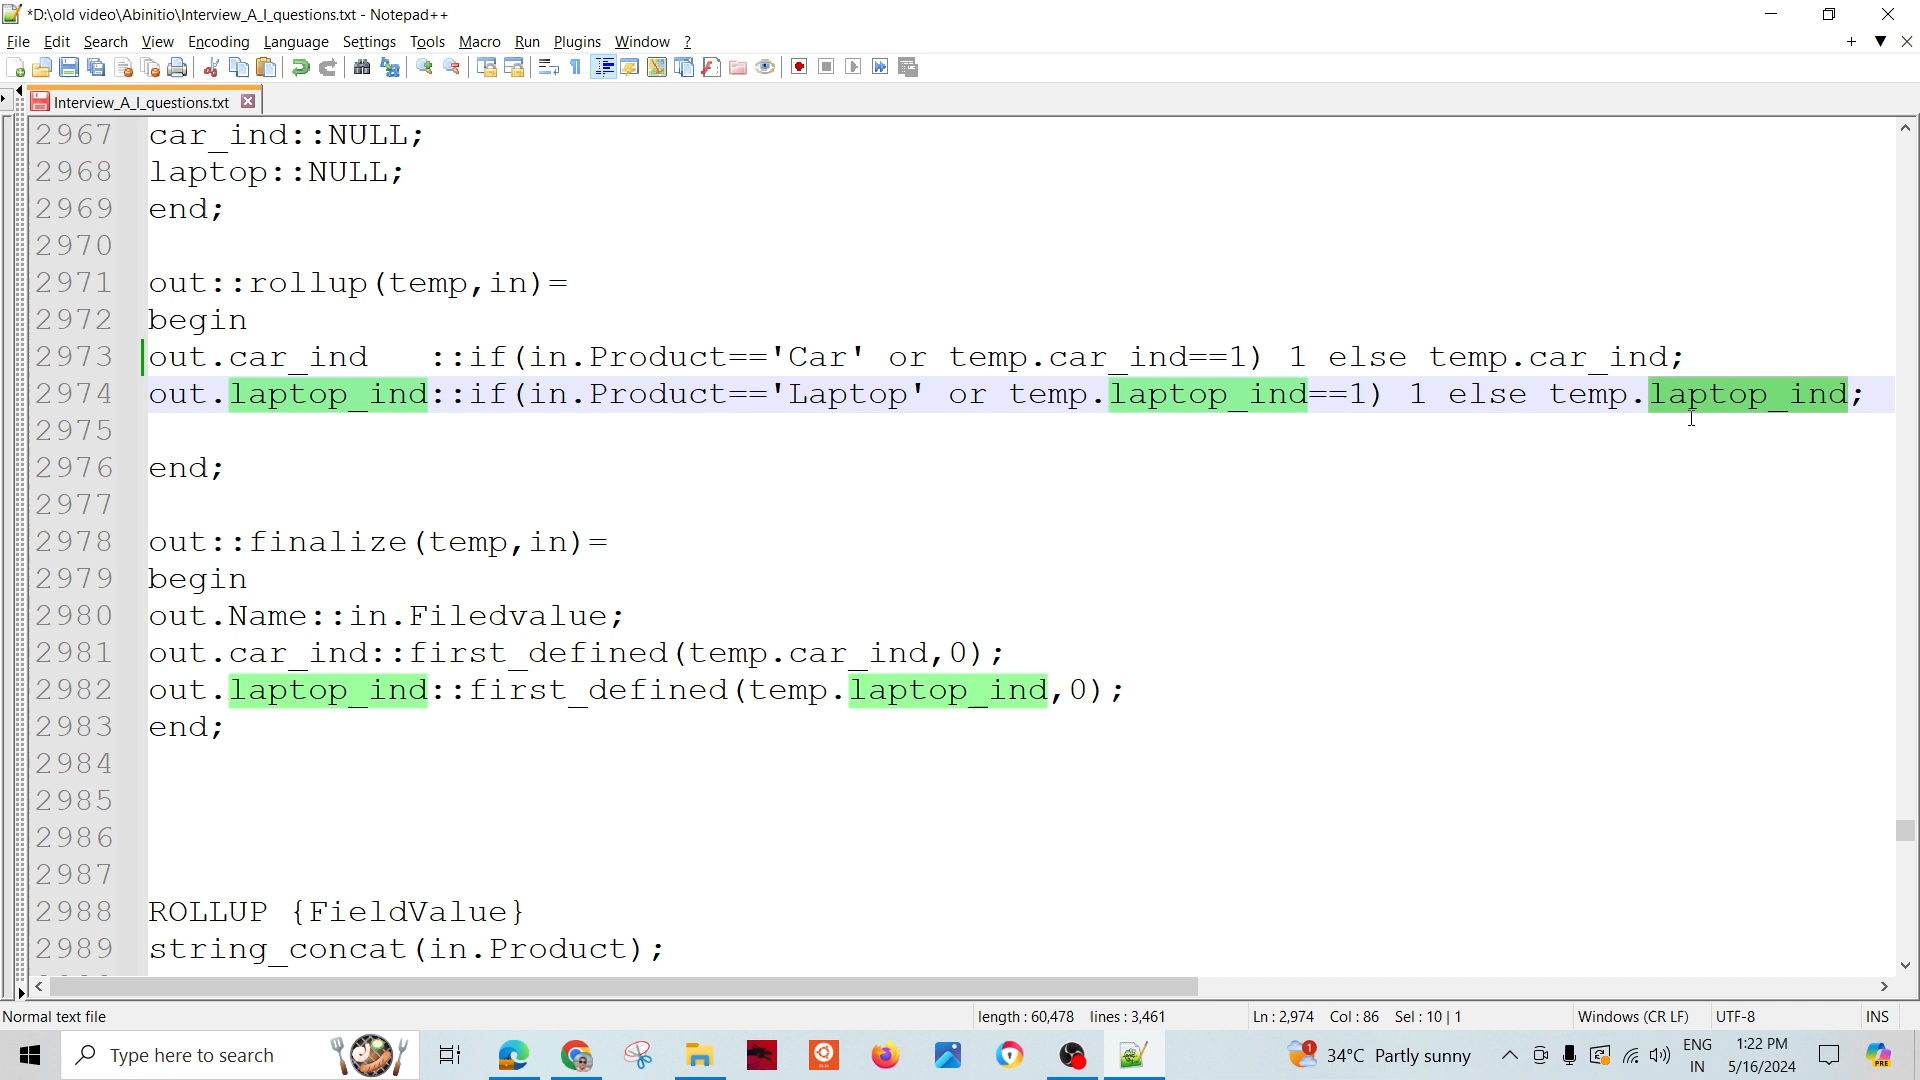 *D:\old video\Abinitio\Interview_A_I_questions.txt - Notepad++
File Edit Search View Encoding Language Settings Tools Macro Run Plugins Window ?
Interview_A_I_questions.txt
2967 car_ind::NULL;
2968 laptop::NULL;
2969 end;
2970
2971 out::rollup(temp,in)=
2972 begin
2973 out.car_ind   ::if(in.Product=='Car' or temp.car_ind==1) 1 else temp.car_ind;
2974 out.laptop_ind::if(in.Product=='Laptop' or temp.laptop_ind==1) 1 else temp.laptop_ind;
2975
2976 end;
2977
2978 out::finalize(temp,in)=
2979 begin
2980 out.Name::in.Filedvalue;
2981 out.car_ind::first_defined(temp.car_ind,0);
2982 out.laptop_ind::first_defined(temp.laptop_ind,0);
2983 end;
2984
2985
2986
2987
2988 ROLLUP {FieldValue}
2989 string_concat(in.Product);
Normal text file length : 60,478 lines : 3,461 Ln : 2,974 Col : 86 Sel : 10 | 1 Windows (CR LF) UTF-8 INS
Type here to search 1 34°C Partly sunny ENG IN 1:22 PM 5/16/2024 PRE